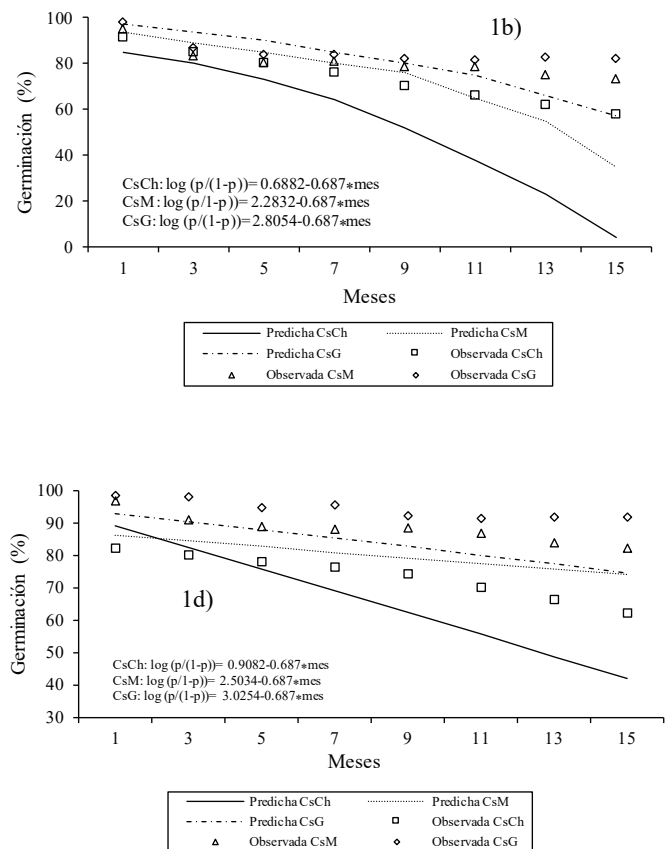 1b)
Germinación (%)
100
80
60
40
20
0
CsCh: log (p/(1-p))= 0.6882-0.687*mes
CsM: log (p/1-p))= 2.2832-0.687*mes
CsG: log (p/(1-p))= 2.8054-0.687*mes
1 3 5 7 9 11 13 15
Meses
Predicha CsCh Predicha CsM
Predicha CsG Observada CsCh
Observada CsM Observada CsG
Germinación (%)
100
90
80
70
60
50
40
30
1d)
CsCh: log (p/(1-p))= 0.9082-0.687*mes
CsM: log (p/1-p))= 2.5034-0.687*mes
CsG: log (p/(1-p))= 3.0254-0.687*mes
1 3 5 7 9 11 13 15
Meses
Predicha CsCh Predicha CsM
Predicha CsG Observada CsCh
Observada CsM Observada CsG